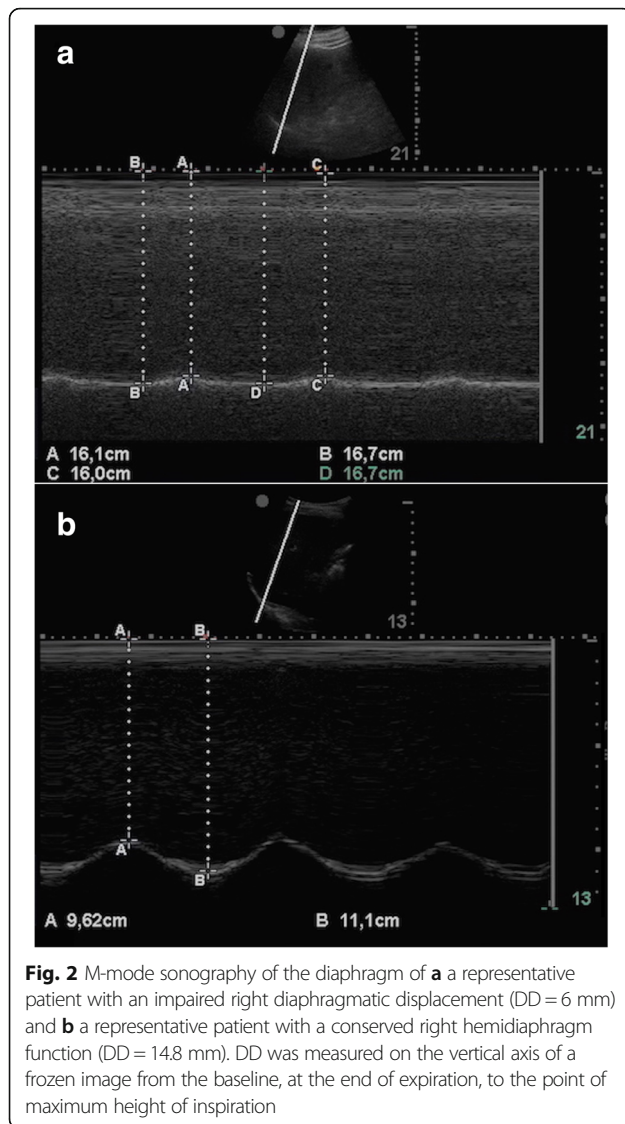 a
21
B A C
B A D C
21
A 16,1cm B 16,7cm
C 16,0cm D 16,7cm
b
13
A B
A B
13
A 9,62cm B 11,1cm
Fig. 2 M-mode sonography of the diaphragm of a a representative
patient with an impaired right diaphragmatic displacement (DD = 6 mm)
and b a representative patient with a conserved right hemidiaphragm
function (DD = 14.8 mm). DD was measured on the vertical axis of a
frozen image from the baseline, at the end of expiration, to the point of
maximum height of inspiration